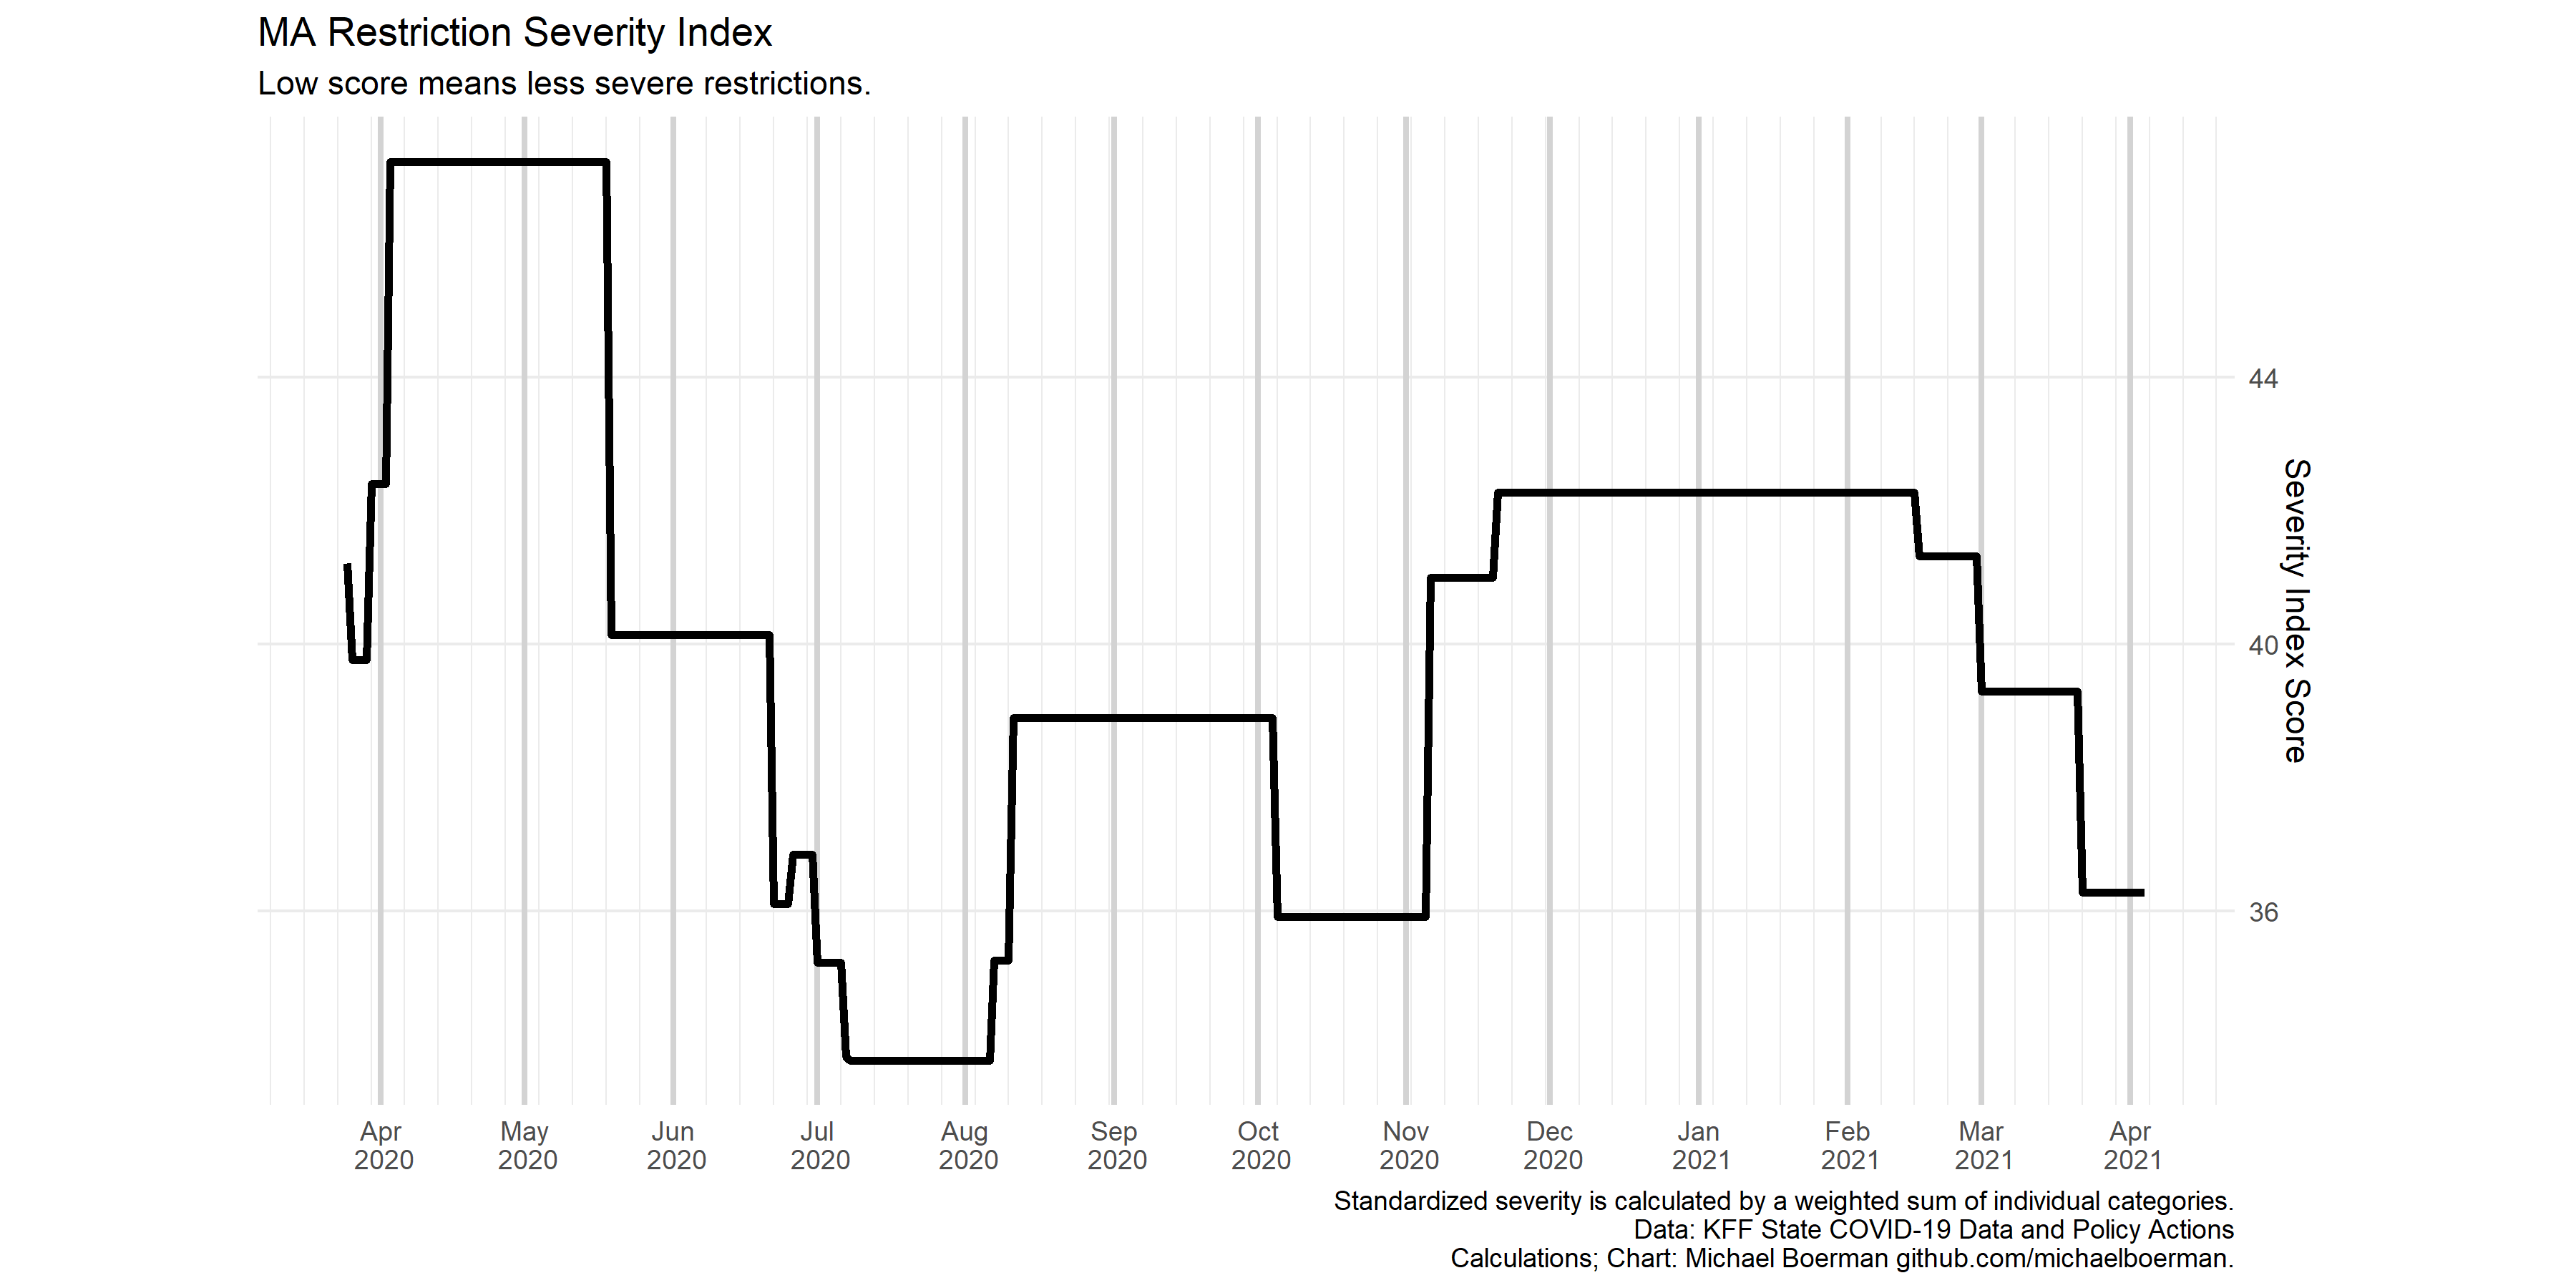 MA Restriction Severity Index
Low score means less severe restrictions.
44
40
36
Severity Index Score
Apr
2020
May
2020
Jun
2020
Jul
2020
Aug
2020
Sep
2020
Oct
2020
Nov
2020
Dec
2020
Jan
2021
Feb
2021
Mar
2021
Apr
2021
Standardized severity is calculated by a weighted sum of individual categories.
Data: KFF State COVID-19 Data and Policy Actions
Calculations; Chart: Michael Boerman github.com/michaelboerman.